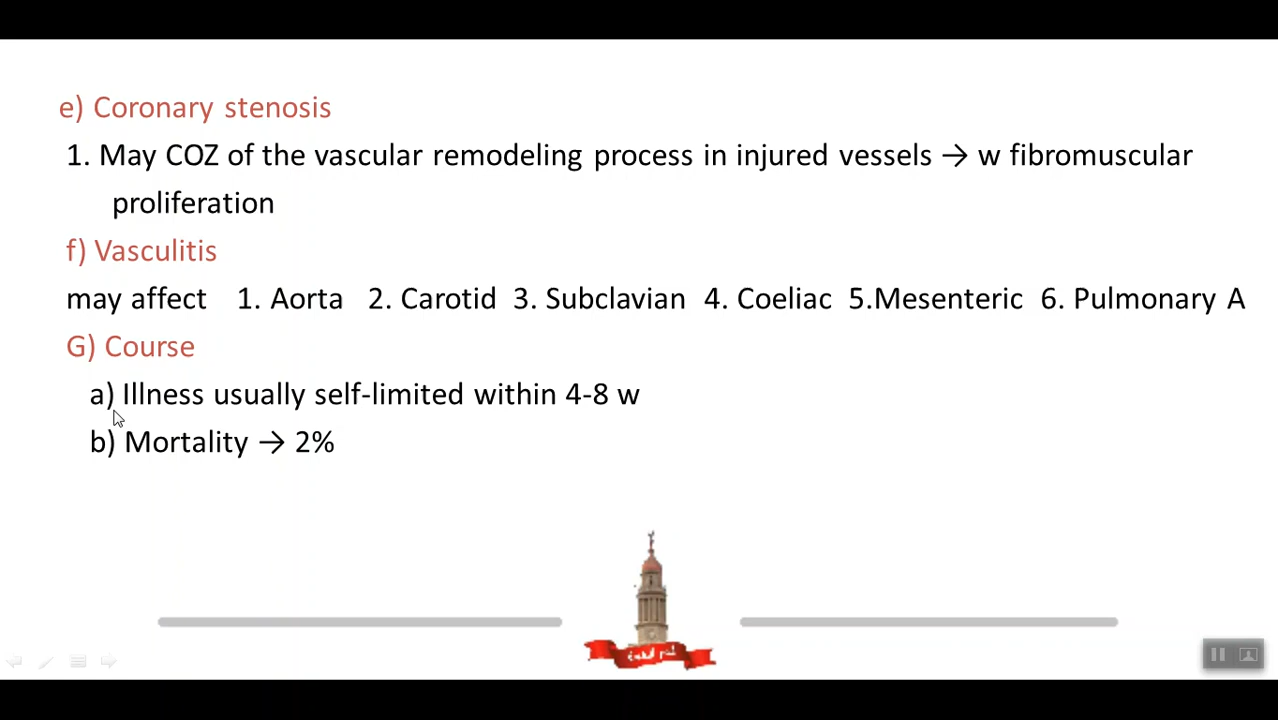 e) Coronary stenosis
1. May COZ of the vascular remodeling process in injured vessels → w fibromuscular
proliferation
f) Vasculitis
may affect 1. Aorta 2. Carotid 3. Subclavian 4. Coeliac 5.Mesenteric 6. Pulmonary A
G) Course
a) Illness usually self-limited within 4-8 w
b) Mortality → 2%